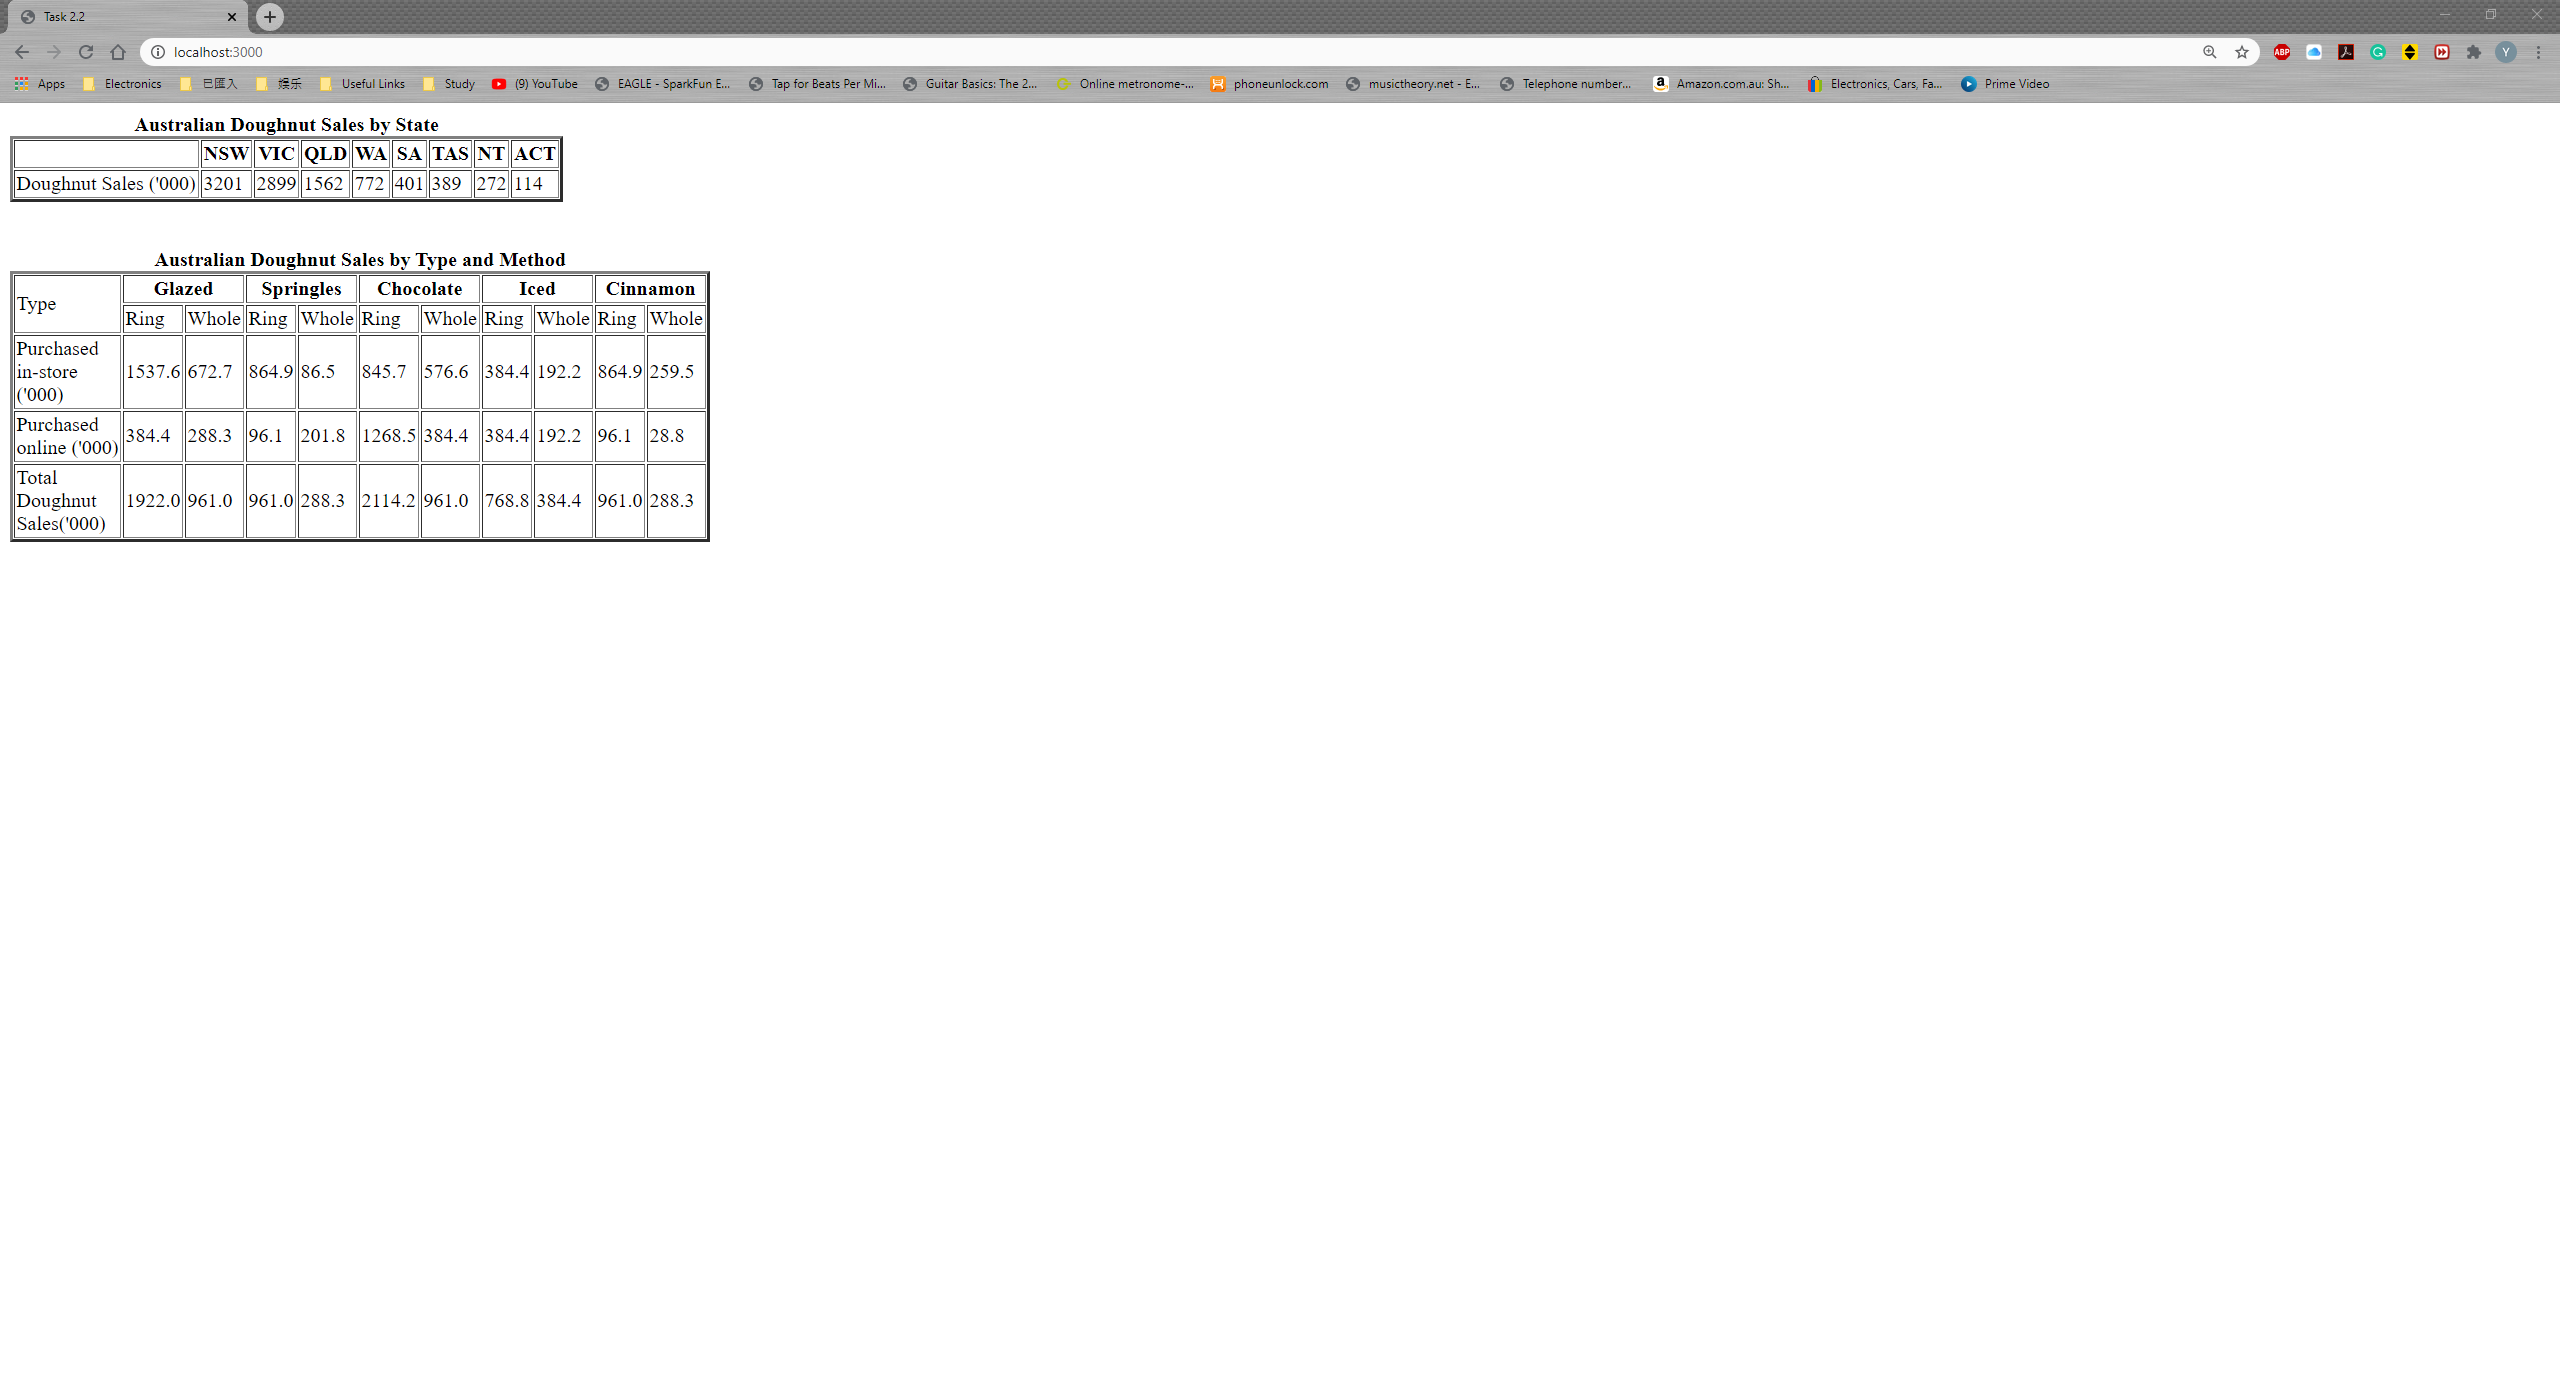 Task 2.2
localhost:3000
Apps Electronics 已匯入 娱乐 Useful Links Study (9) YouTube EAGLE - SparkFun E... Tap for Beats Per Mi... Guitar Basics: The 2... Online metronome-... phoneunlock.com musictheory.net - E... Telephone number... Amazon.com.au: Sh... Electronics, Cars, Fa... Prime Video
ABP
Y
Australian Doughnut Sales by State
NSW VIC QLD WA SA TAS NT ACT
Doughnut Sales ('000) 3201 2899 1562 772 401 389 272 114
Australian Doughnut Sales by Type and Method
Type Glazed Springles Chocolate Iced Cinnamon
Ring Whole Ring Whole Ring Whole Ring Whole Ring Whole
Purchased
in-store
('000)
1537.6 672.7 864.9 86.5 845.7 576.6 384.4 192.2 864.9 259.5
Purchased
online ('000)
384.4 288.3 96.1 201.8 1268.5 384.4 384.4 192.2 96.1 28.8
Total
Doughnut
Sales('000)
1922.0 961.0 961.0 288.3 2114.2 961.0 768.8 384.4 961.0 288.3